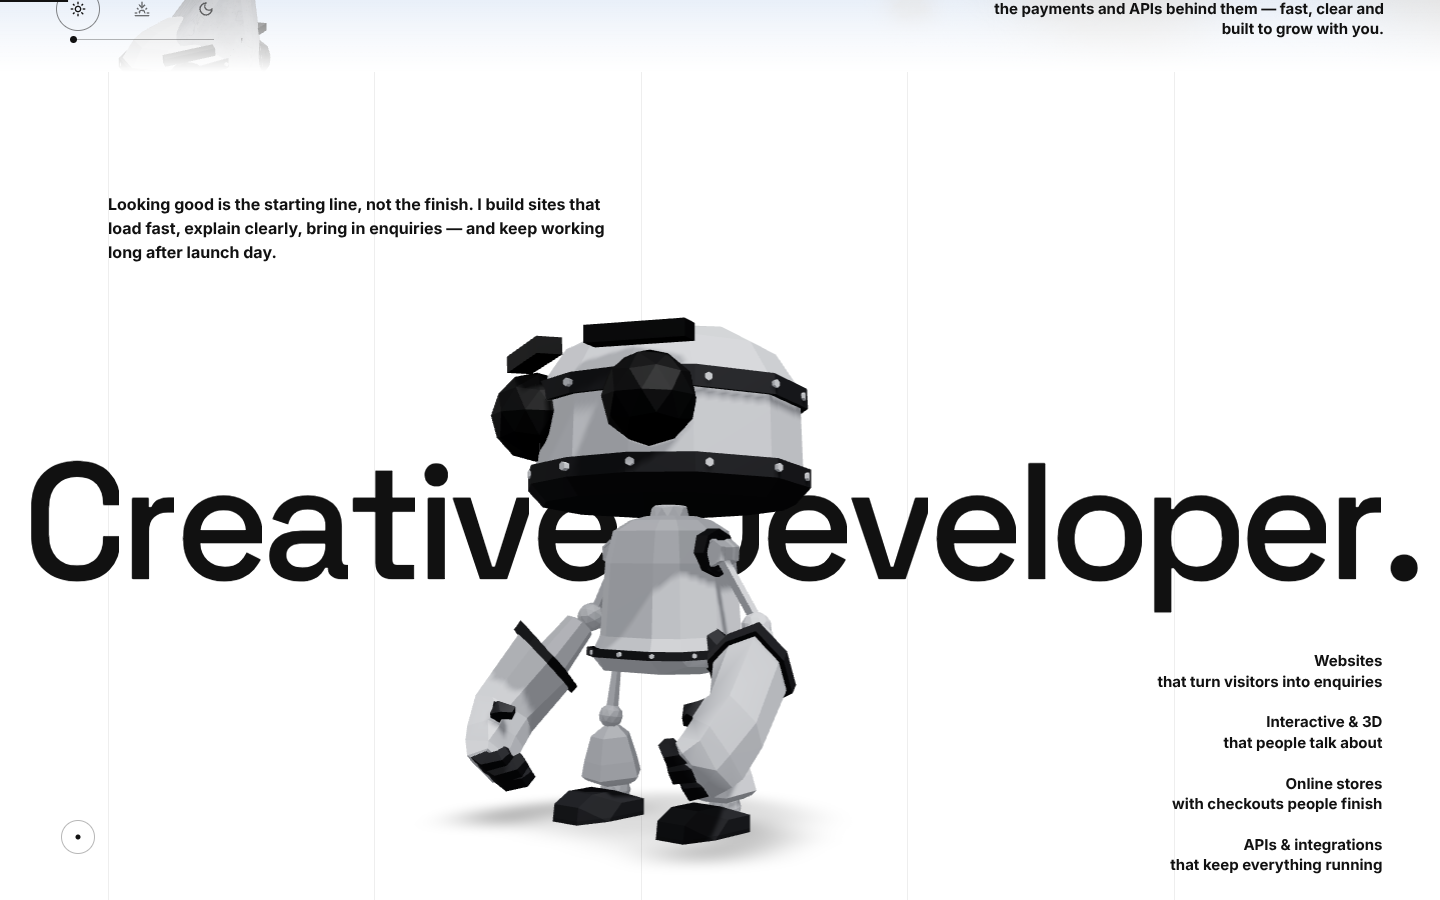 the payments and APIs behind them — fast, clear and
built to grow with you.
Looking good is the starting line, not the finish. I build sites that
load fast, explain clearly, bring in enquiries — and keep working
long after launch day.
Creative Developer.
Websites
that turn visitors into enquiries
Interactive & 3D
that people talk about
Online stores
with checkouts people finish
APIs & integrations
that keep everything running